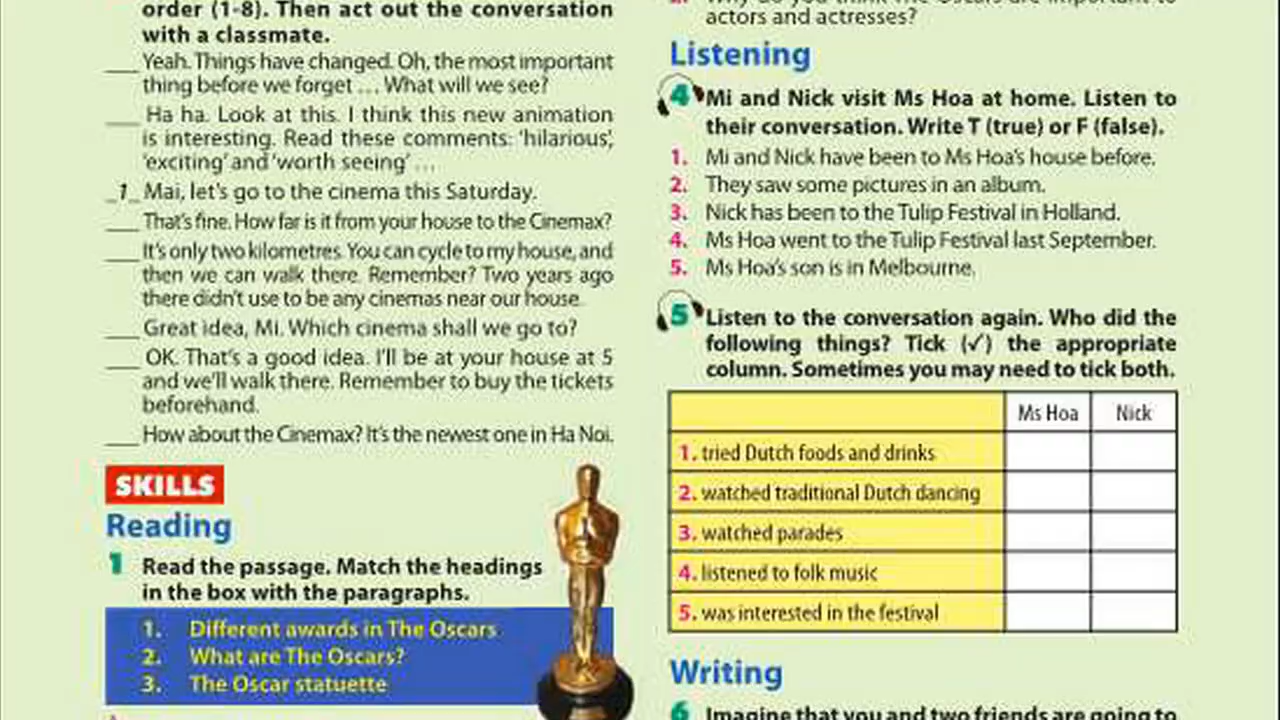 order (1-8). Then act out the conversation
with a classmate.
___ Yeah. Things have changed. Oh, the most important
thing before we forget ... What will we see?
___ Ha ha. Look at this. I think this new animation
is interesting. Read these comments: 'hilarious',
'exciting' and 'worth seeing' ...
_1_ Mai, let's go to the cinema this Saturday.
___ That's fine. How far is it from your house to the Cinemax?
___ It's only two kilometres. You can cycle to my house, and
then we can walk there. Remember? Two years ago
there didn't use to be any cinemas near our house.
___ Great idea, Mi. Which cinema shall we go to?
___ OK. That's a good idea. I'll be at your house at 5
and we'll walk there. Remember to buy the tickets
beforehand.
___ How about the Cinemax? It's the newest one in Ha Noi.
SKILLS
Reading
1 Read the passage. Match the headings
in the box with the paragraphs.
1. Different awards in The Oscars
2. What are The Oscars?
3. The Oscar statuette
2. Why do you think The Oscars are important to
actors and actresses?
Listening
4 Mi and Nick visit Ms Hoa at home. Listen to
their conversation. Write T (true) or F (false).
1. Mi and Nick have been to Ms Hoa's house before.
2. They saw some pictures in an album.
3. Nick has been to the Tulip Festival in Holland.
4. Ms Hoa went to the Tulip Festival last September.
5. Ms Hoa's son is in Melbourne.
5 Listen to the conversation again. Who did the
following things? Tick (✓) the appropriate
column. Sometimes you may need to tick both.
Ms Hoa Nick
1. tried Dutch foods and drinks
2. watched traditional Dutch dancing
3. watched parades
4. listened to folk music
5. was interested in the festival
Writing
6 Imagine that you and two friends are going to